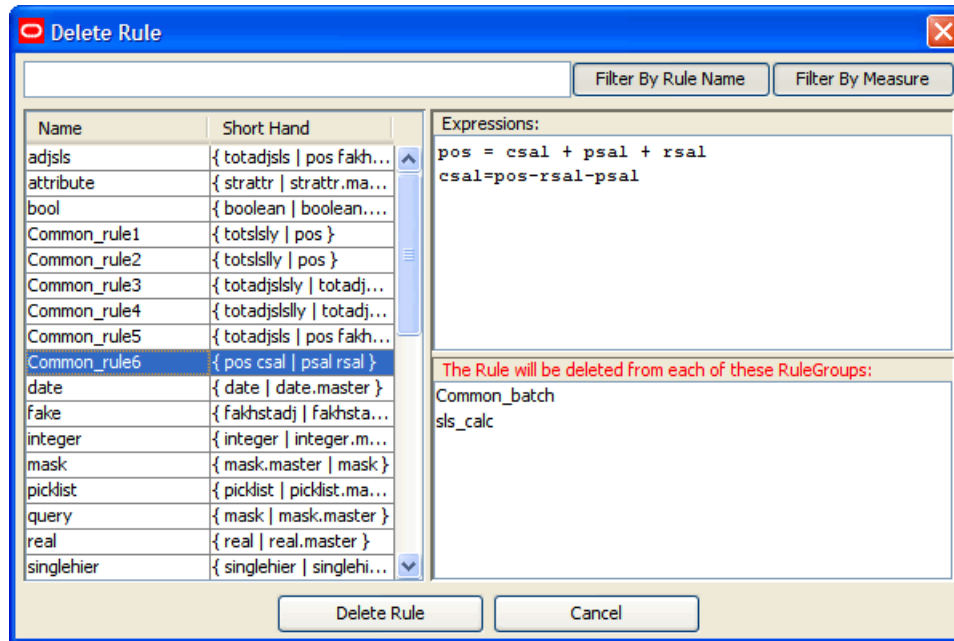 Delete Rule
Filter By Rule Name Filter By Measure
Name Short Hand
adjsls { totadjsls | pos fakh...
attribute { strattr | strattr.ma...
bool { boolean | boolean....
Common_rule1 { totslsly | pos }
Common_rule2 { totslslly | pos }
Common_rule3 { totadjslsly | totadj...
Common_rule4 { totadjslslly | totadj...
Common_rule5 { totadjsls | pos fakh...
Common_rule6 { pos csal | psal rsal }
date { date | date.master }
fake { fakhstadj | fakhsta...
integer { integer | integer.m...
mask { mask.master | mask }
picklist { picklist | picklist.ma...
query { mask | mask.master }
real { real | real.master }
singlehier { singlehier | singlehi...
Expressions:
pos = csal + psal + rsal
csal=pos-rsal-psal
The Rule will be deleted from each of these RuleGroups:
Common_batch
sls_calc
Delete Rule Cancel